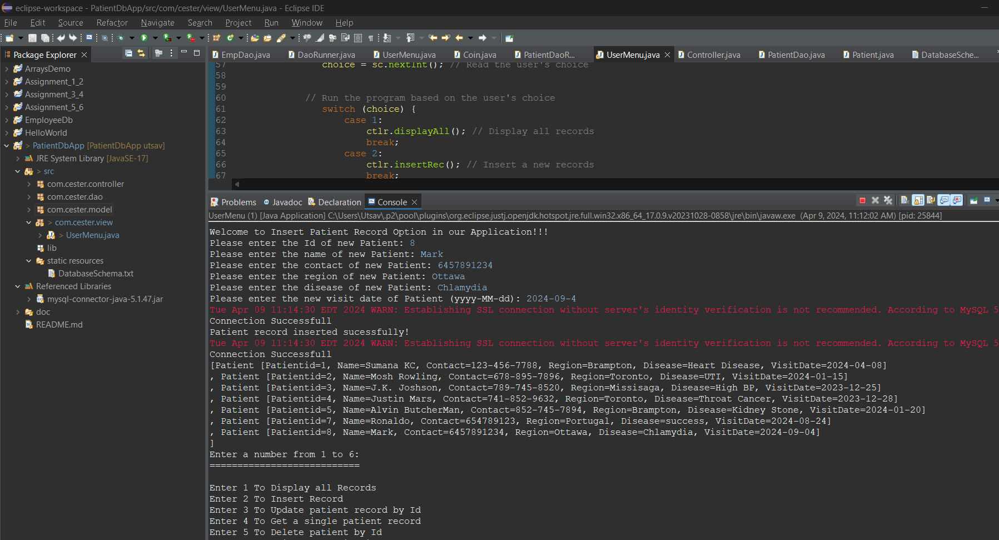 eclipse-workspace - PatientDbApp/src/com/cester/view/UserMenu.java - Eclipse IDE
File Edit Source Refactor Navigate Search Project Run Window Help
Package Explorer
ArraysDemo
Assignment_1_2
Assignment_3_4
Assignment_5_6
EmployeeDb
HelloWorld
> PatientDbApp [PatientDbApp utsav]
JRE System Library [JavaSE-17]
> src
com.cester.controller
com.cester.dao
com.cester.model
> com.cester.view
> UserMenu.java
lib
static resources
DatabaseSchema.txt
Referenced Libraries
mysql-connector-java-5.1.47.jar
doc
README.md
EmpDao.java DaoRunner.java UserMenu.java Coin.java PatientDaoR... UserMenu.java Controller.java PatientDao.java Patient.java DatabaseSche...
57 choice = sc.nextInt(); // Read the user's choice
58
59
60 // Run the program based on the user's choice
61 switch (choice) {
62 case 1:
63 ctlr.displayAll(); // Display all records
64 break;
65 case 2:
66 ctlr.insertRec(); // Insert a new records
67 break;
Problems Javadoc Declaration Console
UserMenu (1) [Java Application] C:\Users\Utsav\.p2\pool\plugins\org.eclipse.justj.openjdk.hotspot.jre.full.win32.x86_64_17.0.9.v20231028-0858\jre\bin\javaw.exe (Apr 9, 2024, 11:12:02 AM) [pid: 25844]
Welcome to Insert Patient Record Option in our Application!!!
Please enter the Id of new Patient: 8
Please enter the name of new Patient: Mark
Please enter the contact of new Patient: 6457891234
Please enter the region of new Patient: Ottawa
Please enter the disease of new Patient: Chlamydia
Please enter the new visit date of Patient (yyyy-MM-dd): 2024-09-4
Tue Apr 09 11:14:30 EDT 2024 WARN: Establishing SSL connection without server's identity verification is not recommended. According to MySQL 5
Connection Successfull
Patient record inserted sucessfully!
Tue Apr 09 11:14:30 EDT 2024 WARN: Establishing SSL connection without server's identity verification is not recommended. According to MySQL 5
Connection Successfull
[Patient [Patientid=1, Name=Sumana KC, Contact=123-456-7788, Region=Brampton, Disease=Heart Disease, VisitDate=2024-04-08]
, Patient [Patientid=2, Name=Mosh Rowling, Contact=678-895-7896, Region=Toronto, Disease=UTI, VisitDate=2024-01-15]
, Patient [Patientid=3, Name=J.K. Joshson, Contact=789-745-8520, Region=Missisaga, Disease=High BP, VisitDate=2023-12-25]
, Patient [Patientid=4, Name=Justin Mars, Contact=741-852-9632, Region=Toronto, Disease=Throat Cancer, VisitDate=2023-12-28]
, Patient [Patientid=5, Name=Alvin ButcherMan, Contact=852-745-7894, Region=Brampton, Disease=Kidney Stone, VisitDate=2024-01-20]
, Patient [Patientid=7, Name=Ronaldo, Contact=654789123, Region=Portugal, Disease=success, VisitDate=2024-08-24]
, Patient [Patientid=8, Name=Mark, Contact=6457891234, Region=Ottawa, Disease=Chlamydia, VisitDate=2024-09-04]
]
Enter a number from 1 to 6:
===========================
Enter 1 To Display all Records
Enter 2 To Insert Record
Enter 3 To Update patient record by Id
Enter 4 To Get a single patient record
Enter 5 To Delete patient by Id